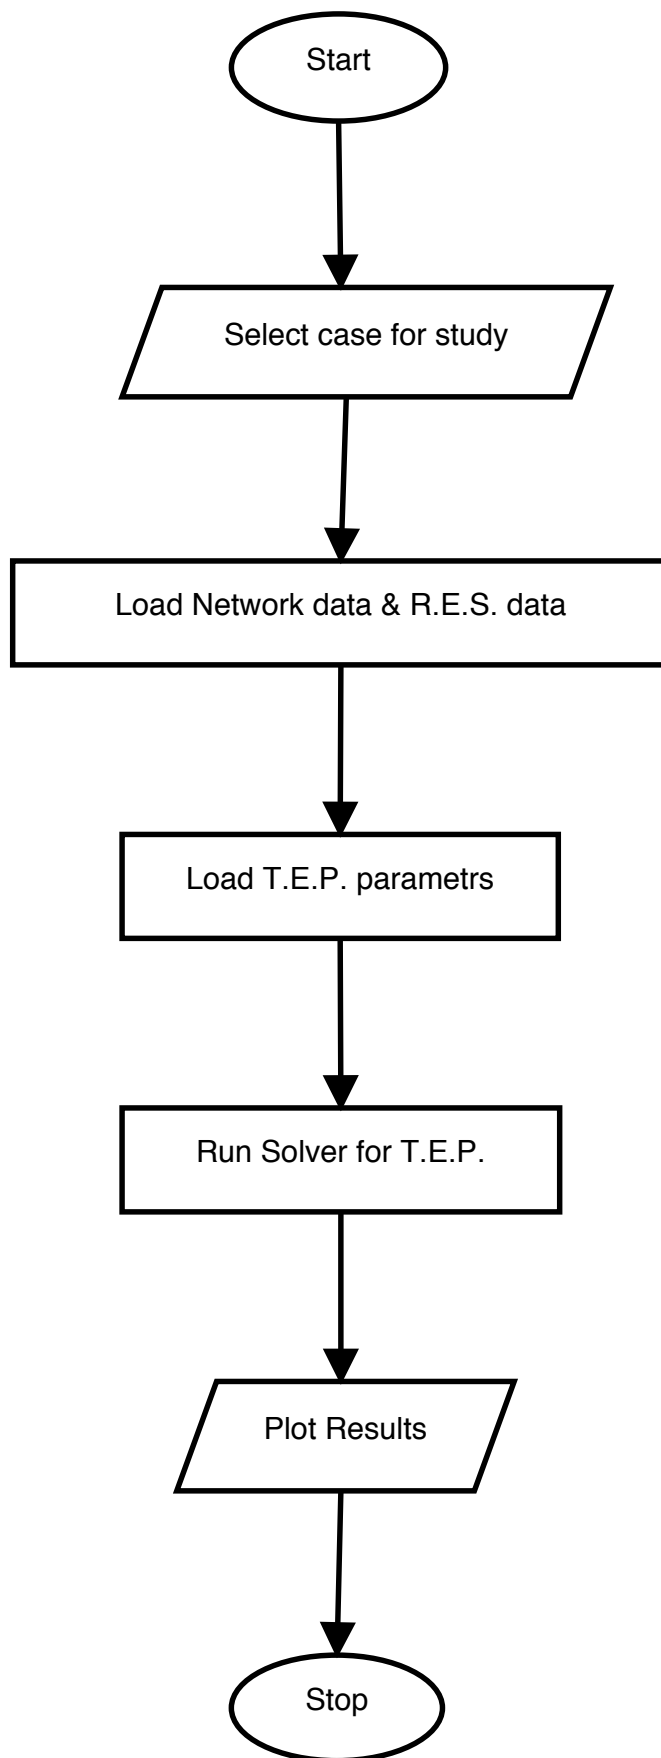 Start
Select case for study
Load Network data & R.E.S. data
Load T.E.P. parametrs
Run Solver for T.E.P.
Plot Results
Stop